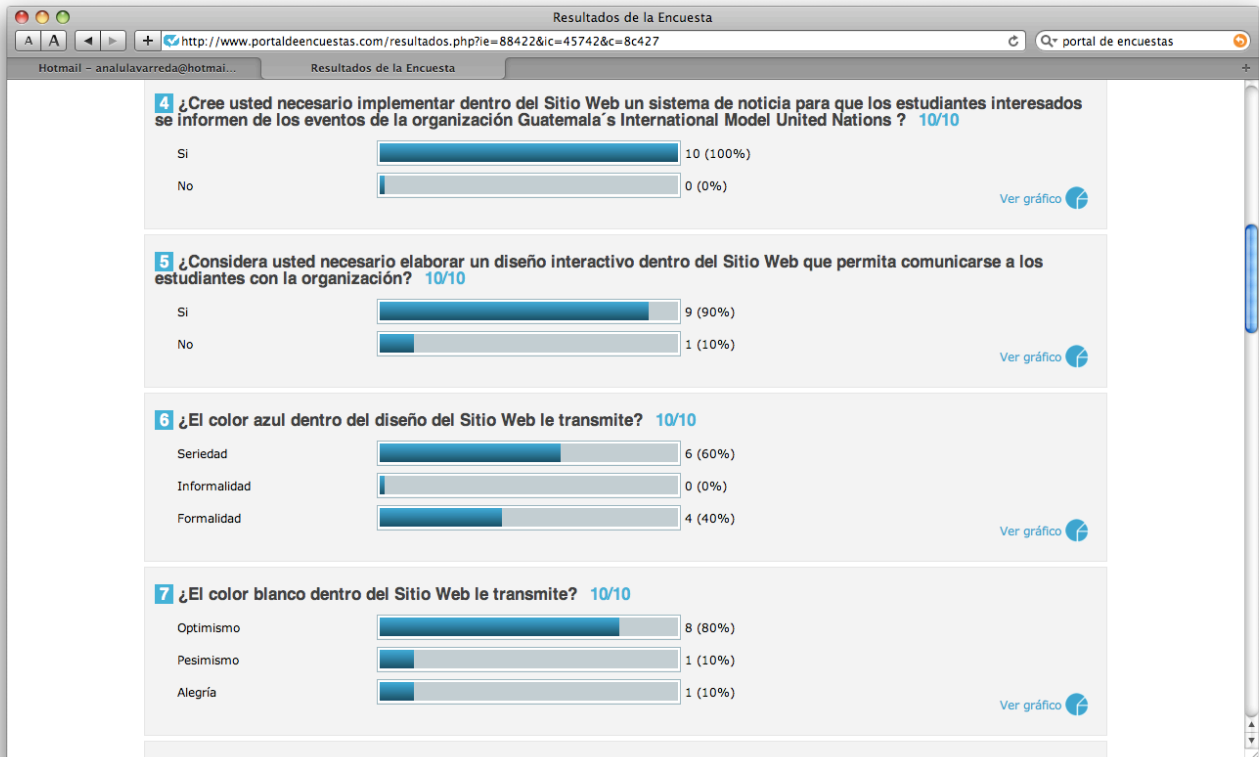 Resultados de la Encuesta
A A http://www.portaldeencuestas.com/resultados.php?ie=88422&ic=45742&c=8c427 portal de encuestas
Hotmail – analulavarreda@hotmai... Resultados de la Encuesta
4 ¿Cree usted necesario implementar dentro del Sitio Web un sistema de noticia para que los estudiantes interesados
se informen de los eventos de la organización Guatemala´s International Model United Nations ? 10/10
Si 10 (100%)
No 0 (0%)
Ver gráfico
5 ¿Considera usted necesario elaborar un diseño interactivo dentro del Sitio Web que permita comunicarse a los
estudiantes con la organización? 10/10
Si 9 (90%)
No 1 (10%)
Ver gráfico
6 ¿El color azul dentro del diseño del Sitio Web le transmite? 10/10
Seriedad 6 (60%)
Informalidad 0 (0%)
Formalidad 4 (40%)
Ver gráfico
7 ¿El color blanco dentro del Sitio Web le transmite? 10/10
Optimismo 8 (80%)
Pesimismo 1 (10%)
Alegría 1 (10%)
Ver gráfico